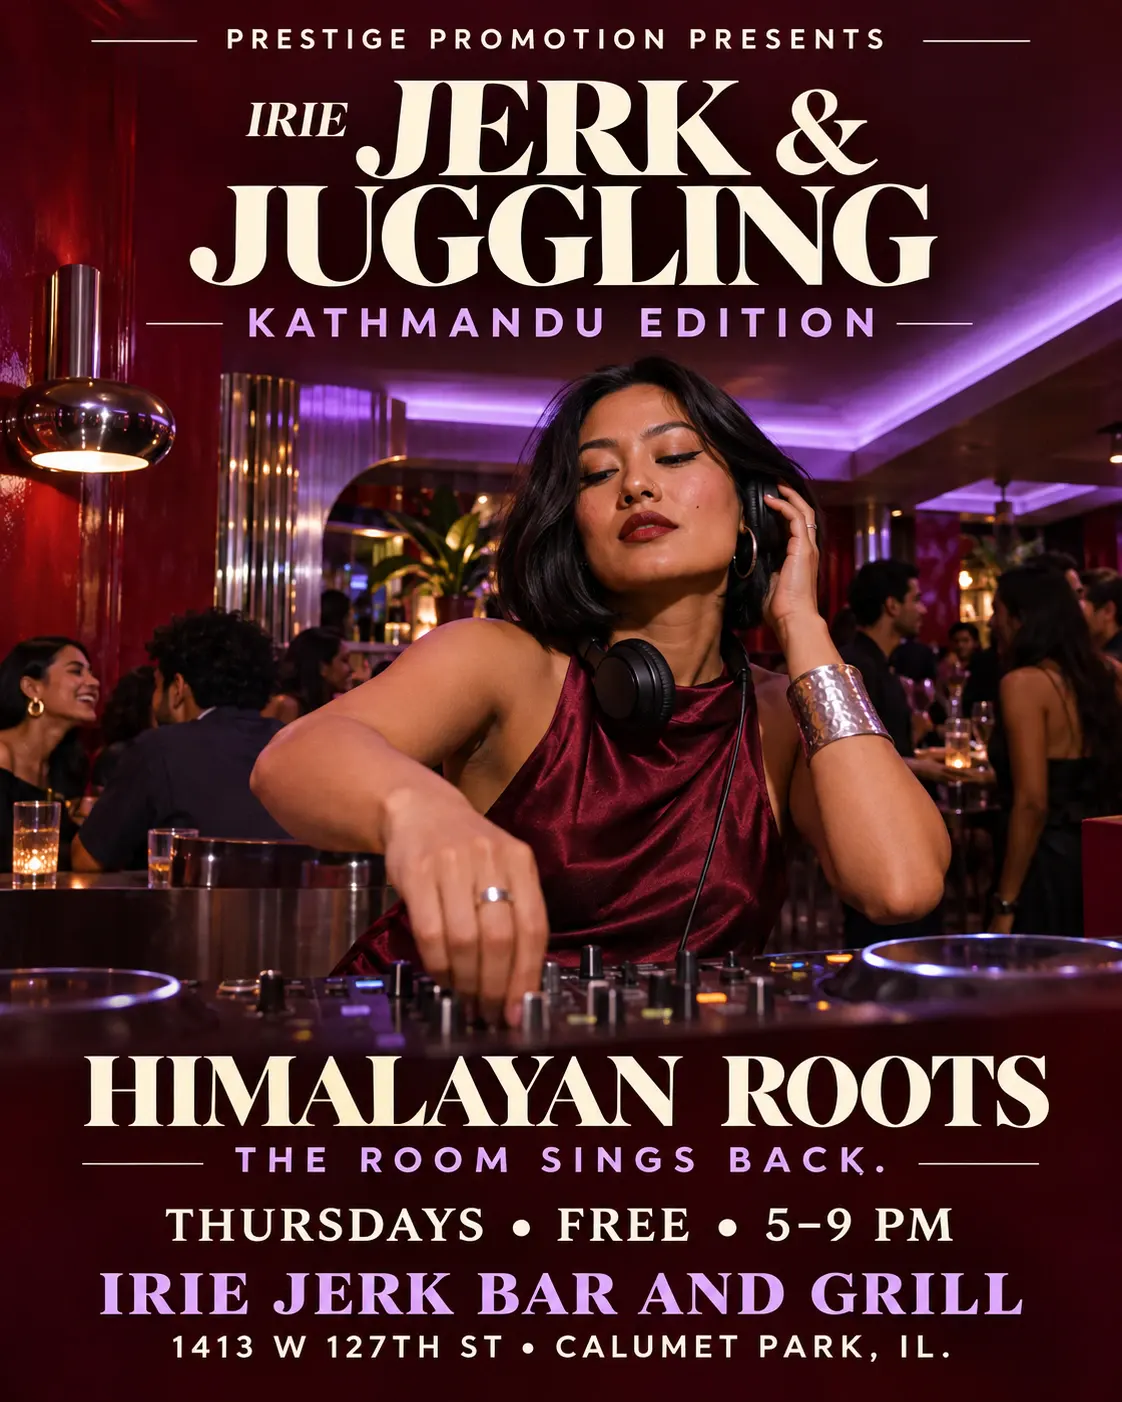 PRESTIGE PROMOTION PRESENTS
IRIE JERK &
JUGGLING
KATHMANDU EDITION
HIMALAYAN ROOTS
THE ROOM SINGS BACK.
THURSDAYS • FREE • 5–9 PM
IRIE JERK BAR AND GRILL
1413 W 127TH ST • CALUMET PARK, IL.